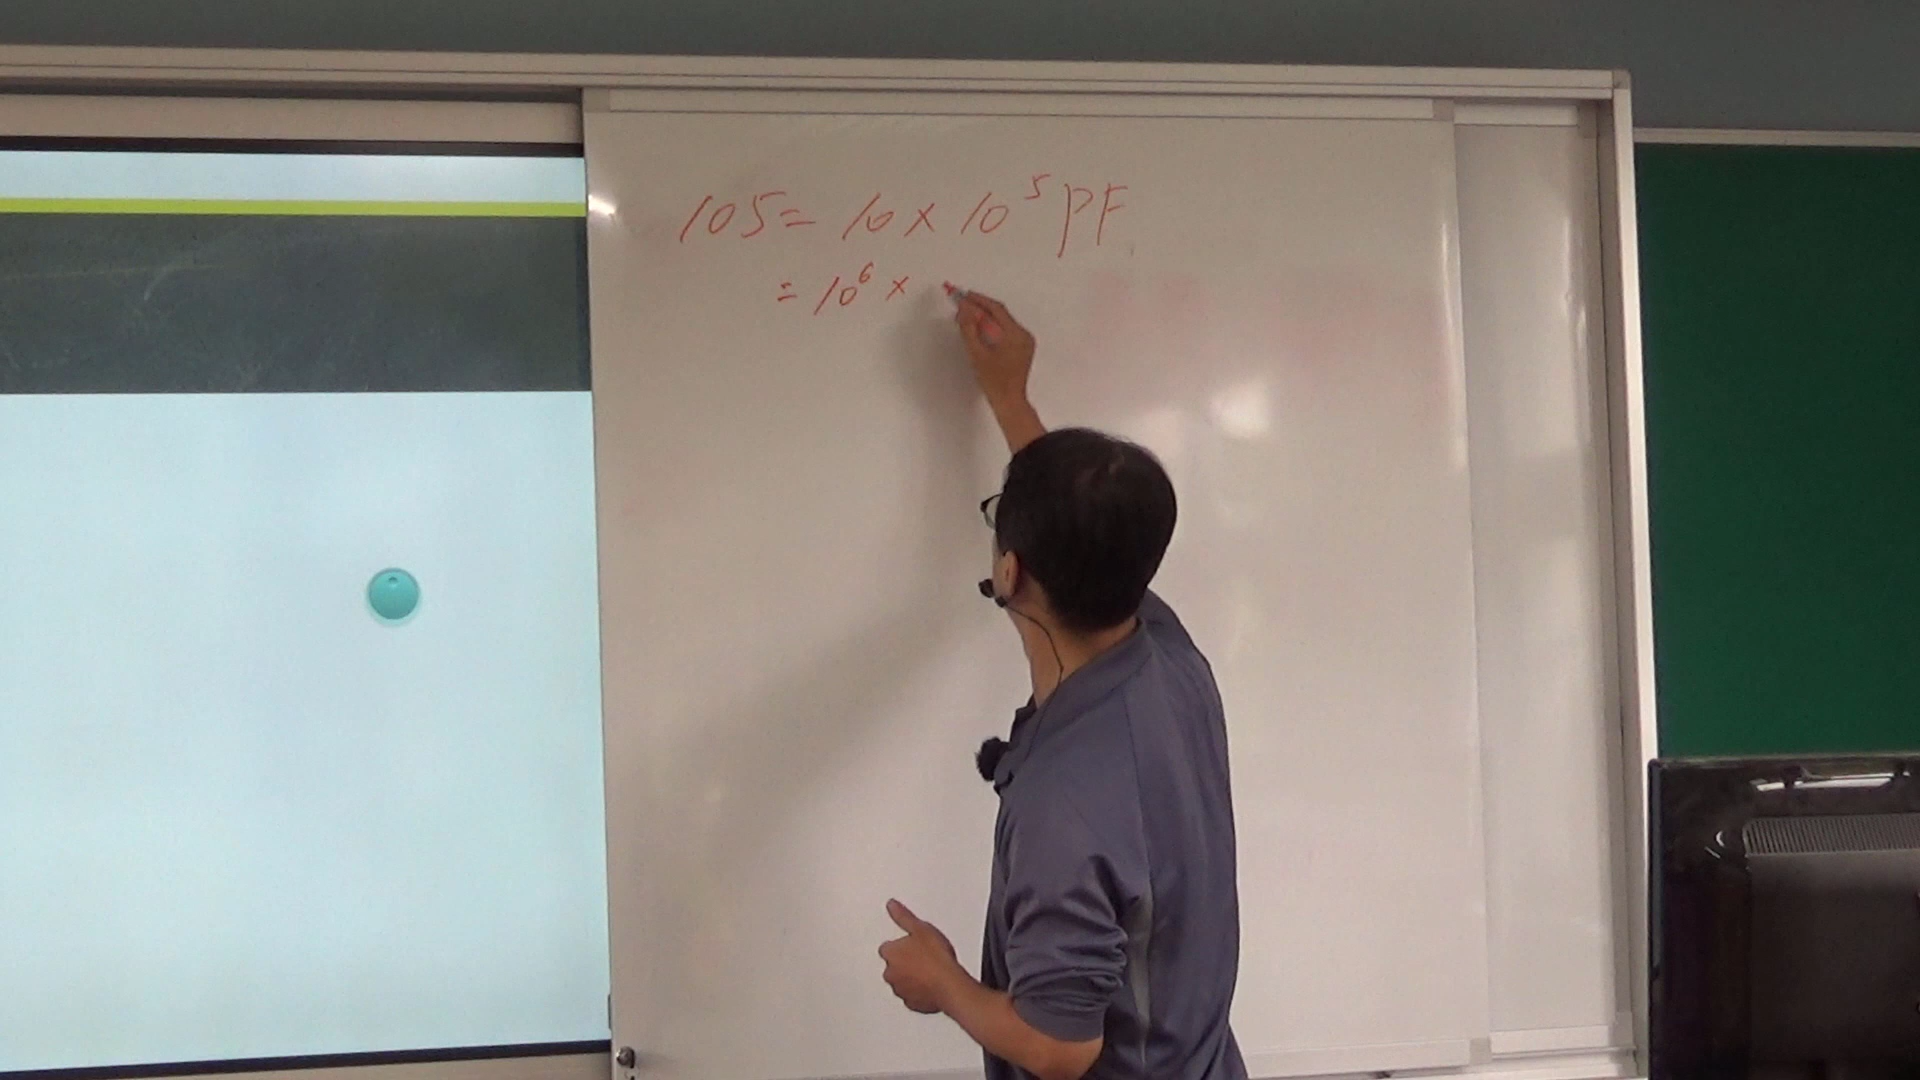 105 = 10 × 10⁵ PF
= 10⁶ ×